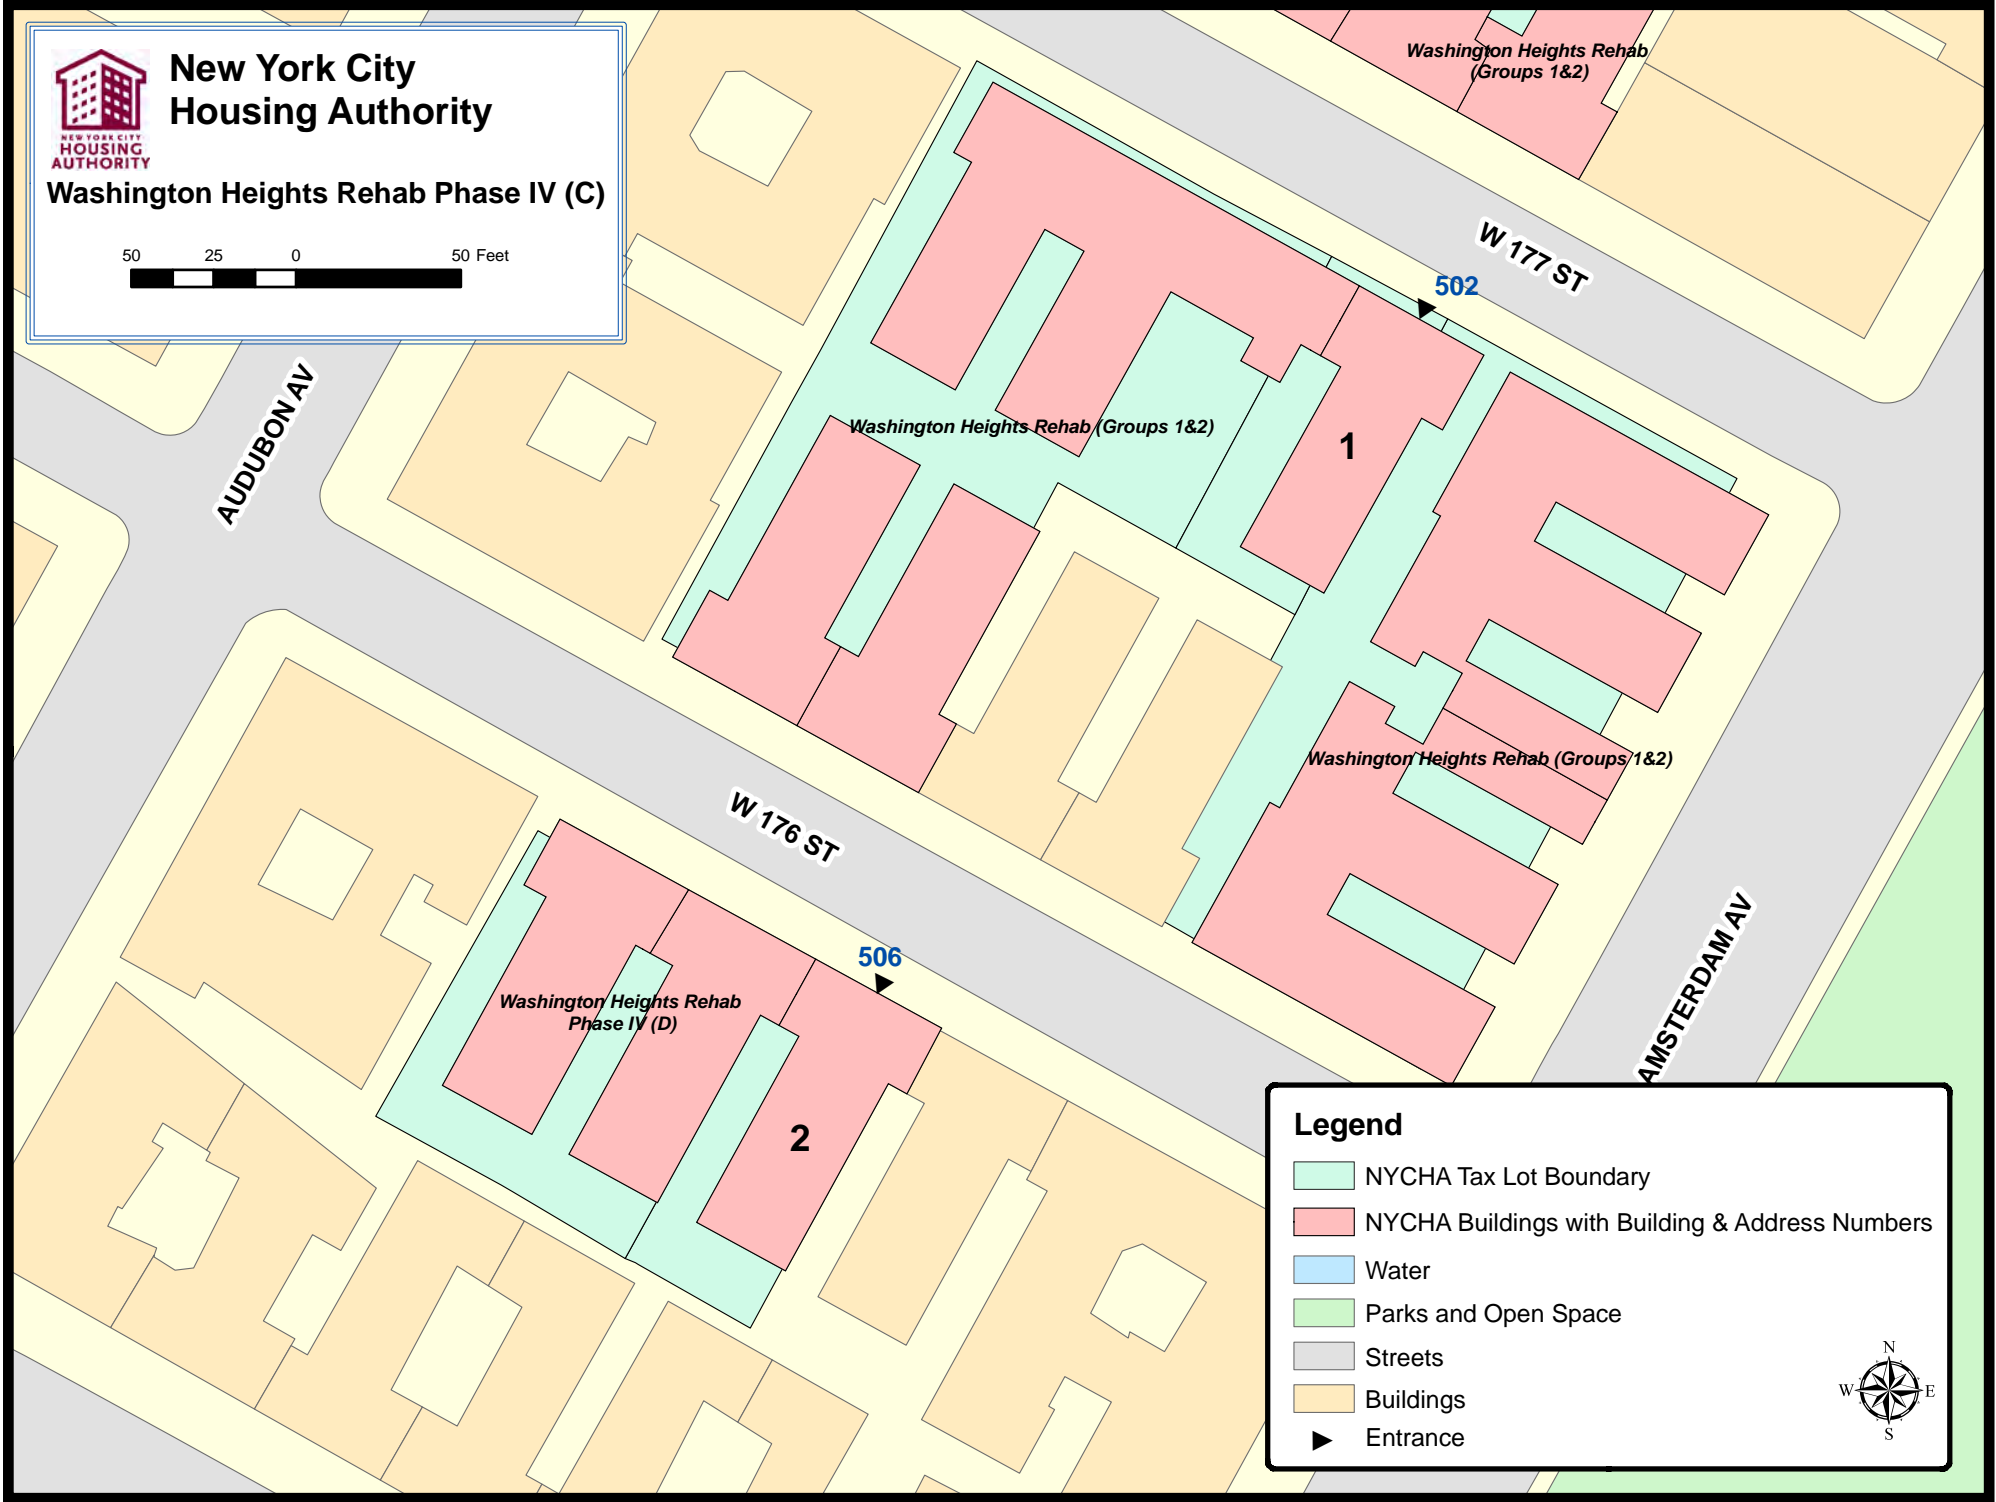 New York City
Housing Authority
NEW YORK CITY
HOUSING
AUTHORITY
Washington Heights Rehab Phase IV (C)
50 25 0 50 Feet
Washington Heights Rehab
(Groups 1&2)
W 177 ST
502
AUDUBON AV
Washington Heights Rehab (Groups 1&2)
1
Washington Heights Rehab (Groups 1&2)
W 176 ST
506
Washington Heights Rehab
Phase IV (D)
AMSTERDAM AV
2
Legend
NYCHA Tax Lot Boundary
NYCHA Buildings with Building & Address Numbers
Water
Parks and Open Space
Streets
Buildings
Entrance
N
W E
S